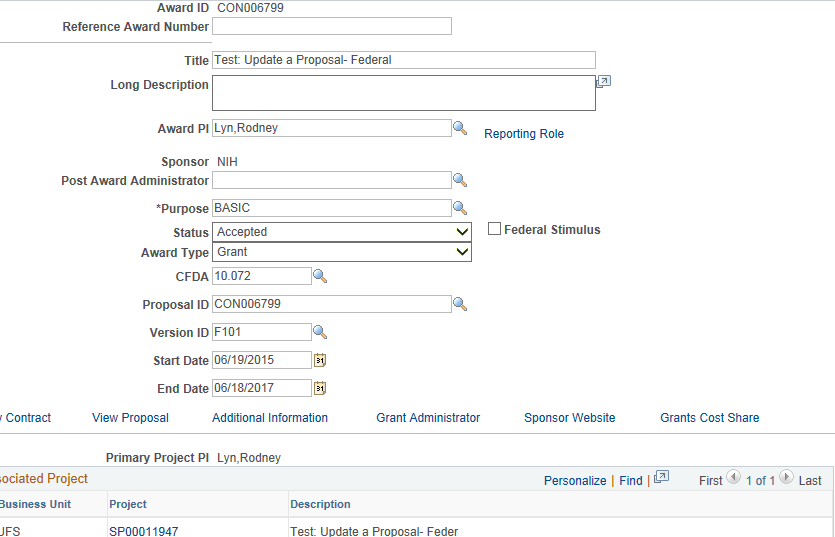 Award ID CON006799
Reference Award Number
Title Test: Update a Proposal- Federal
Long Description
Award PI Lyn,Rodney Reporting Role
Sponsor NIH
Post Award Administrator
*Purpose BASIC
Status Accepted Federal Stimulus
Award Type Grant
CFDA 10.072
Proposal ID CON006799
Version ID F101
Start Date 06/19/2015
End Date 06/18/2017
Contract View Proposal Additional Information Grant Administrator Sponsor Website Grants Cost Share
Primary Project PI Lyn,Rodney
ociated Project Personalize | Find | First 1 of 1 Last
Business Unit Project Description
UFS SP00011947 Test: Update a Proposal- Feder